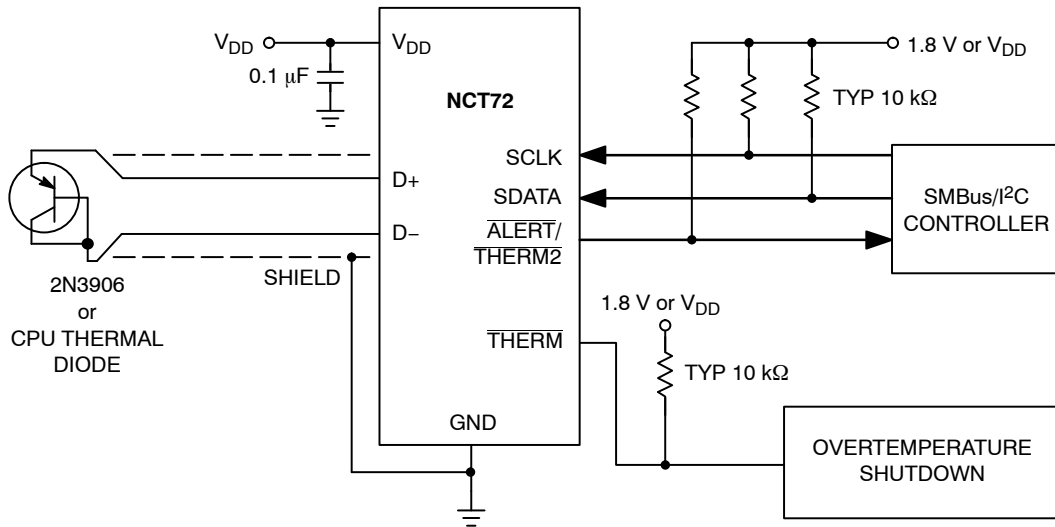 V_DD
0.1 μF
V_DD
NCT72
SCLK
SDATA
ALERT/
THERM2
THERM
GND
D+
D−
SHIELD
2N3906
or
CPU THERMAL
DIODE
1.8 V or V_DD
TYP 10 kΩ
SMBus/I²C
CONTROLLER
1.8 V or V_DD
TYP 10 kΩ
OVERTEMPERATURE
SHUTDOWN